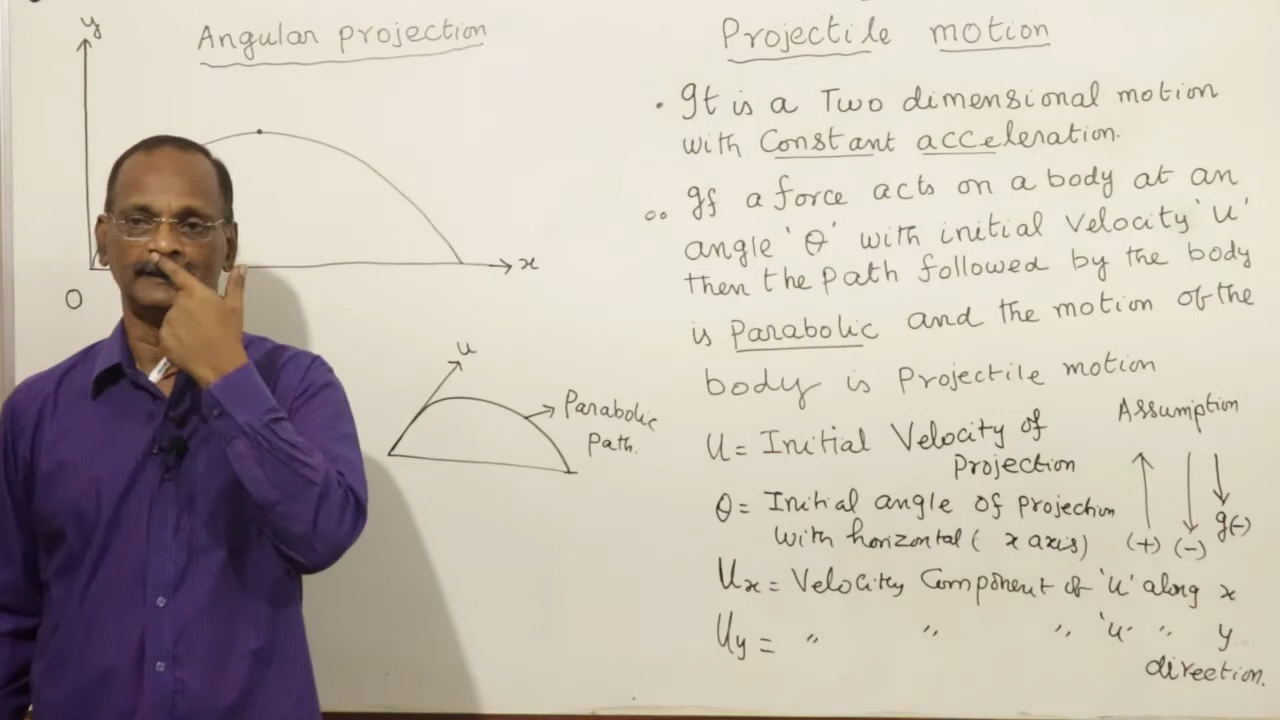 y
Angular projection
x
O
u
Parabolic
Path.
Projectile motion
. It is a Two dimensional motion
with Constant acceleration.
.. If a force acts on a body at an
angle 'θ' with initial Velocity 'u'
then the path followed by the body
is Parabolic and the motion of the
body is Projectile motion
U = Initial Velocity of
Projection
θ = Initial angle of projection
with horizontal ( x axis)
Ux = Velocity Component of 'u' along x
Uy = " " " 'u' " y
direction.
Assumption
(+) (-) g(-)